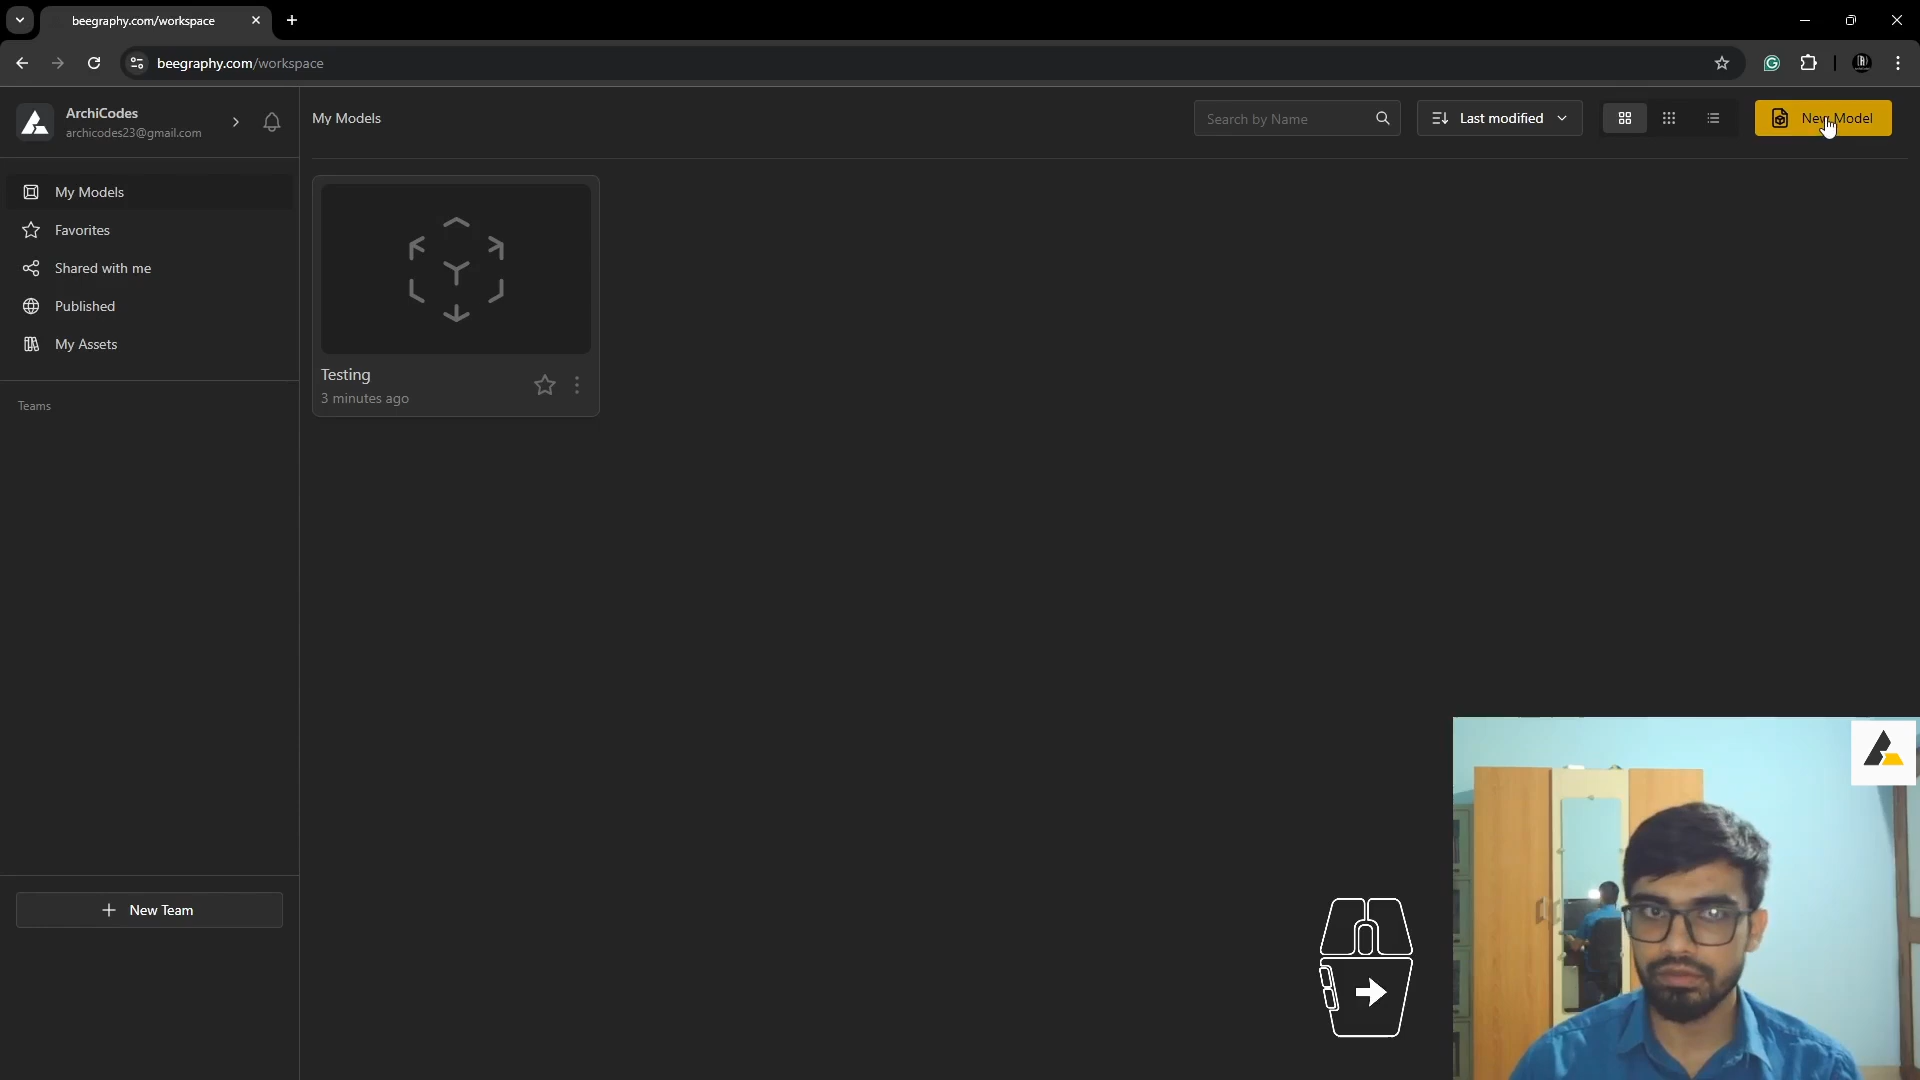 beegraphy.com/workspace
beegraphy.com/workspace
ArchiCodes
archicodes23@gmail.com
My Models
Search by Name
Last modified
New Model
My Models
Favorites
Shared with me
Published
My Assets
Teams
Testing
3 minutes ago
New Team